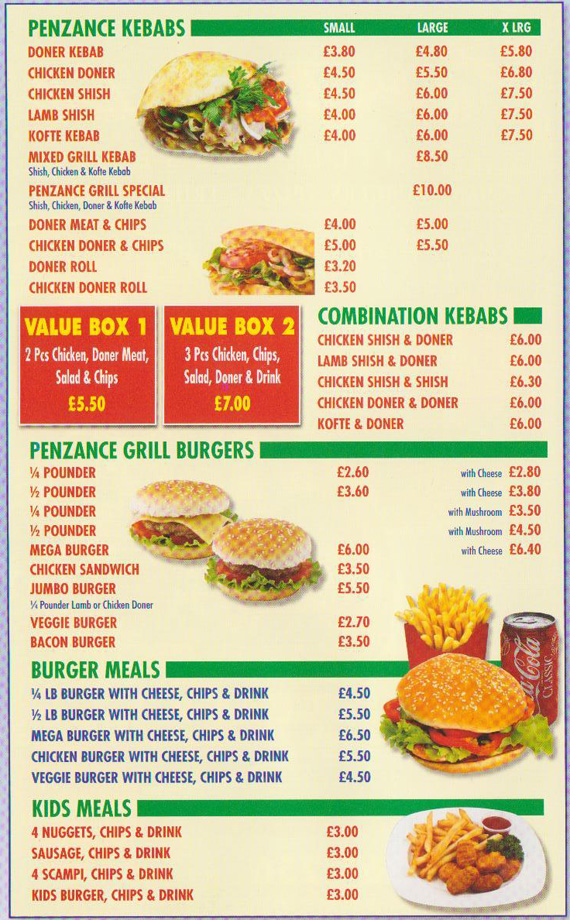 PENZANCE KEBABS SMALL LARGE X LRG
DONER KEBAB £3.80 £4.80 £5.80
CHICKEN DONER £4.50 £5.50 £6.80
CHICKEN SHISH £4.50 £6.00 £7.50
LAMB SHISH £4.00 £6.00 £7.50
KOFTE KEBAB £4.00 £6.00 £7.50
MIXED GRILL KEBAB £8.50
Shish, Chicken & Kofte Kebab
PENZANCE GRILL SPECIAL £10.00
Shish, Chicken, Doner & Kofte Kebab
DONER MEAT & CHIPS £4.00 £5.00
CHICKEN DONER & CHIPS £5.00 £5.50
DONER ROLL £3.20
CHICKEN DONER ROLL £3.50
VALUE BOX 1
2 Pcs Chicken, Doner Meat,
Salad & Chips
£5.50
VALUE BOX 2
3 Pcs Chicken, Chips,
Salad, Doner & Drink
£7.00
COMBINATION KEBABS
CHICKEN SHISH & DONER £6.00
LAMB SHISH & DONER £6.00
CHICKEN SHISH & SHISH £6.30
CHICKEN DONER & DONER £6.00
KOFTE & DONER £6.00
PENZANCE GRILL BURGERS
¼ POUNDER £2.60 with Cheese £2.80
½ POUNDER £3.60 with Cheese £3.80
¼ POUNDER with Mushroom £3.50
½ POUNDER with Mushroom £4.50
MEGA BURGER £6.00 with Cheese £6.40
CHICKEN SANDWICH £3.50
JUMBO BURGER £5.50
¼ Pounder Lamb or Chicken Doner
VEGGIE BURGER £2.70
BACON BURGER £3.50
BURGER MEALS
¼ LB BURGER WITH CHEESE, CHIPS & DRINK £4.50
½ LB BURGER WITH CHEESE, CHIPS & DRINK £5.50
MEGA BURGER WITH CHEESE, CHIPS & DRINK £6.50
CHICKEN BURGER WITH CHEESE, CHIPS & DRINK £5.50
VEGGIE BURGER WITH CHEESE, CHIPS & DRINK £4.50
Coca-Cola
CLASSIC
KIDS MEALS
4 NUGGETS, CHIPS & DRINK £3.00
SAUSAGE, CHIPS & DRINK £3.00
4 SCAMPI, CHIPS & DRINK £3.00
KIDS BURGER, CHIPS & DRINK £3.00